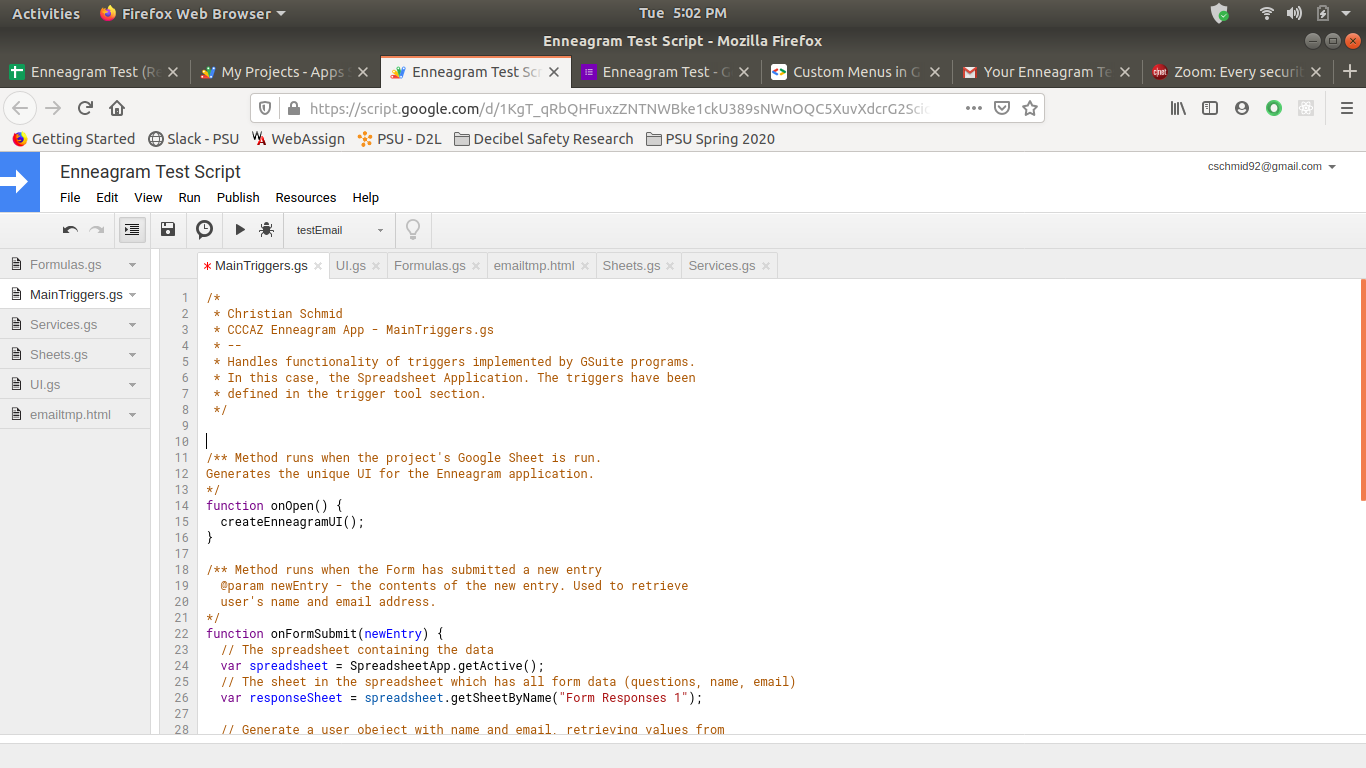 Activities Firefox Web Browser Tue 5:02 PM
Enneagram Test Script - Mozilla Firefox
Enneagram Test (Re My Projects - Apps S Enneagram Test Scr Enneagram Test - G Custom Menus in G Your Enneagram Te cnet Zoom: Every securit
https://script.google.com/d/1KgT_qRbQHFuxzZNTNWBke1ckU389sNWnOQC5XuvXdcrG2Scic
Getting Started Slack - PSU WebAssign PSU - D2L Decibel Safety Research PSU Spring 2020
Enneagram Test Script cschmid92@gmail.com
File Edit View Run Publish Resources Help
testEmail
Formulas.gs
MainTriggers.gs
Services.gs
Sheets.gs
UI.gs
emailtmp.html
* MainTriggers.gs × UI.gs × Formulas.gs × emailtmp.html × Sheets.gs × Services.gs ×
1 /*
2 * Christian Schmid
3 * CCCAZ Enneagram App - MainTriggers.gs
4 * --
5 * Handles functionality of triggers implemented by GSuite programs.
6 * In this case, the Spreadsheet Application. The triggers have been
7 * defined in the trigger tool section.
8 */
9
10
11 /** Method runs when the project's Google Sheet is run.
12 Generates the unique UI for the Enneagram application.
13 */
14 function onOpen() {
15 createEnneagramUI();
16 }
17
18 /** Method runs when the Form has submitted a new entry
19 @param newEntry - the contents of the new entry. Used to retrieve
20 user's name and email address.
21 */
22 function onFormSubmit(newEntry) {
23 // The spreadsheet containing the data
24 var spreadsheet = SpreadsheetApp.getActive();
25 // The sheet in the spreadsheet which has all form data (questions, name, email)
26 var responseSheet = spreadsheet.getSheetByName("Form Responses 1");
27
28 // Generate a user obeject with name and email, retrieving values from